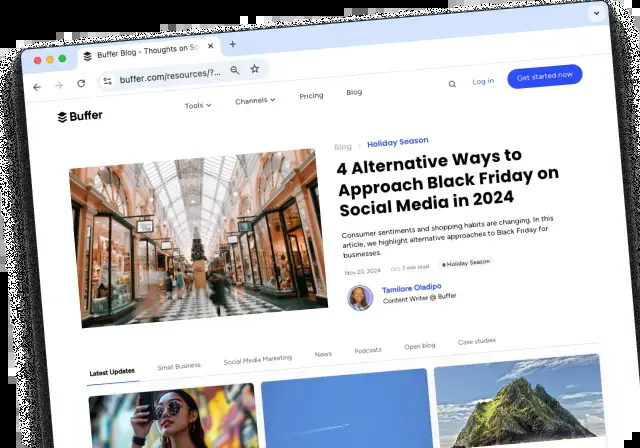 Buffer Blog - Thoughts on So
buffer.com/resources/?...
Buffer
Tools
Channels
Pricing
Blog
Log in
Get started now
Blog
Holiday Season
4 Alternative Ways to
Approach Black Friday on
Social Media in 2024
Consumer sentiments and shopping habits are changing. In this
article, we highlight alternative approaches to Black Friday for
businesses.
Nov 20, 2024
7 min read
Holiday Season
Tamilore Oladipo
Content Writer @ Buffer
Latest Updates
Small Business
Social Media Marketing
News
Podcasts
Open blog
Case studies